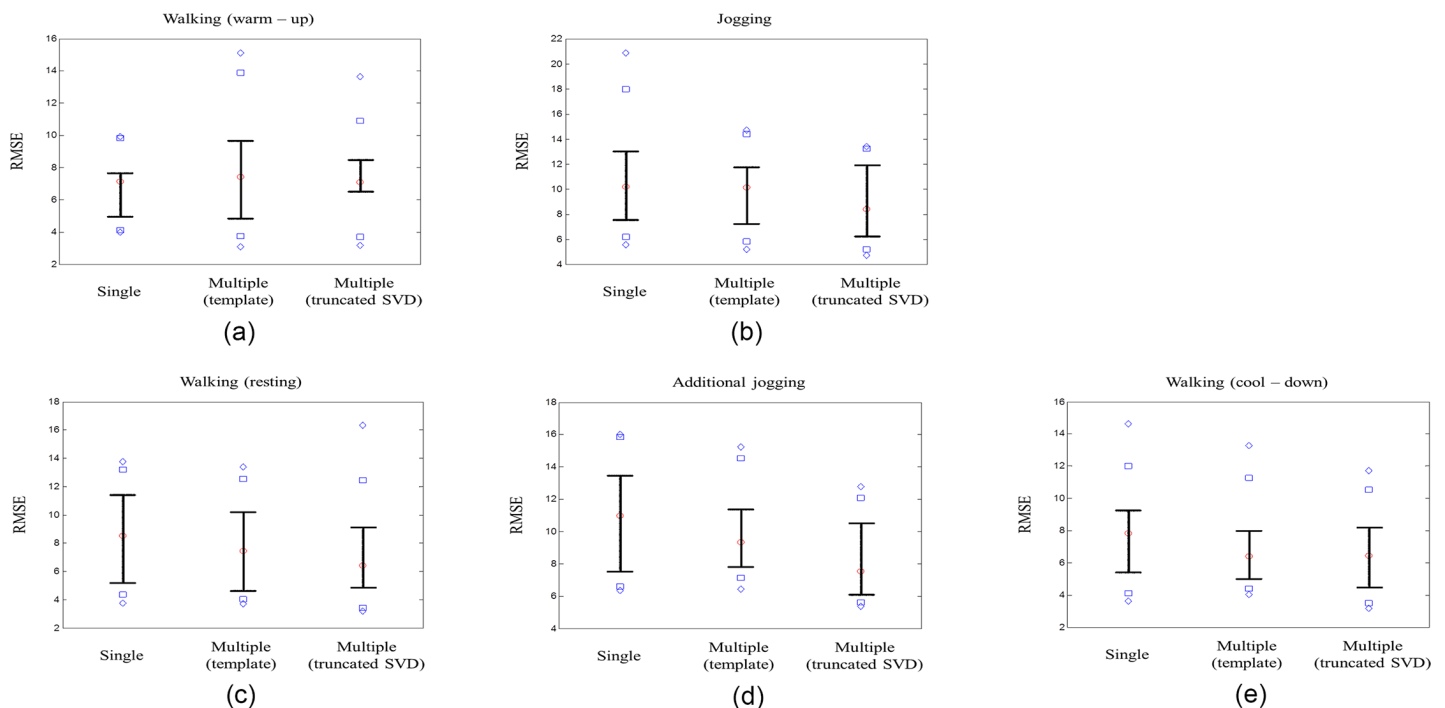 Walking (warm – up)
16
14
12
10
8
6
4
2
RMSE
Single
Multiple
(template)
Multiple
(truncated SVD)
(a)
Jogging
22
20
18
16
14
12
10
8
6
4
RMSE
Single
Multiple
(template)
Multiple
(truncated SVD)
(b)
Walking (resting)
18
16
14
12
10
8
6
4
2
RMSE
Single
Multiple
(template)
Multiple
(truncated SVD)
(c)
Additional jogging
18
16
14
12
10
8
6
4
RMSE
Single
Multiple
(template)
Multiple
(truncated SVD)
(d)
Walking (cool – down)
16
14
12
10
8
6
4
2
RMSE
Single
Multiple
(template)
Multiple
(truncated SVD)
(e)